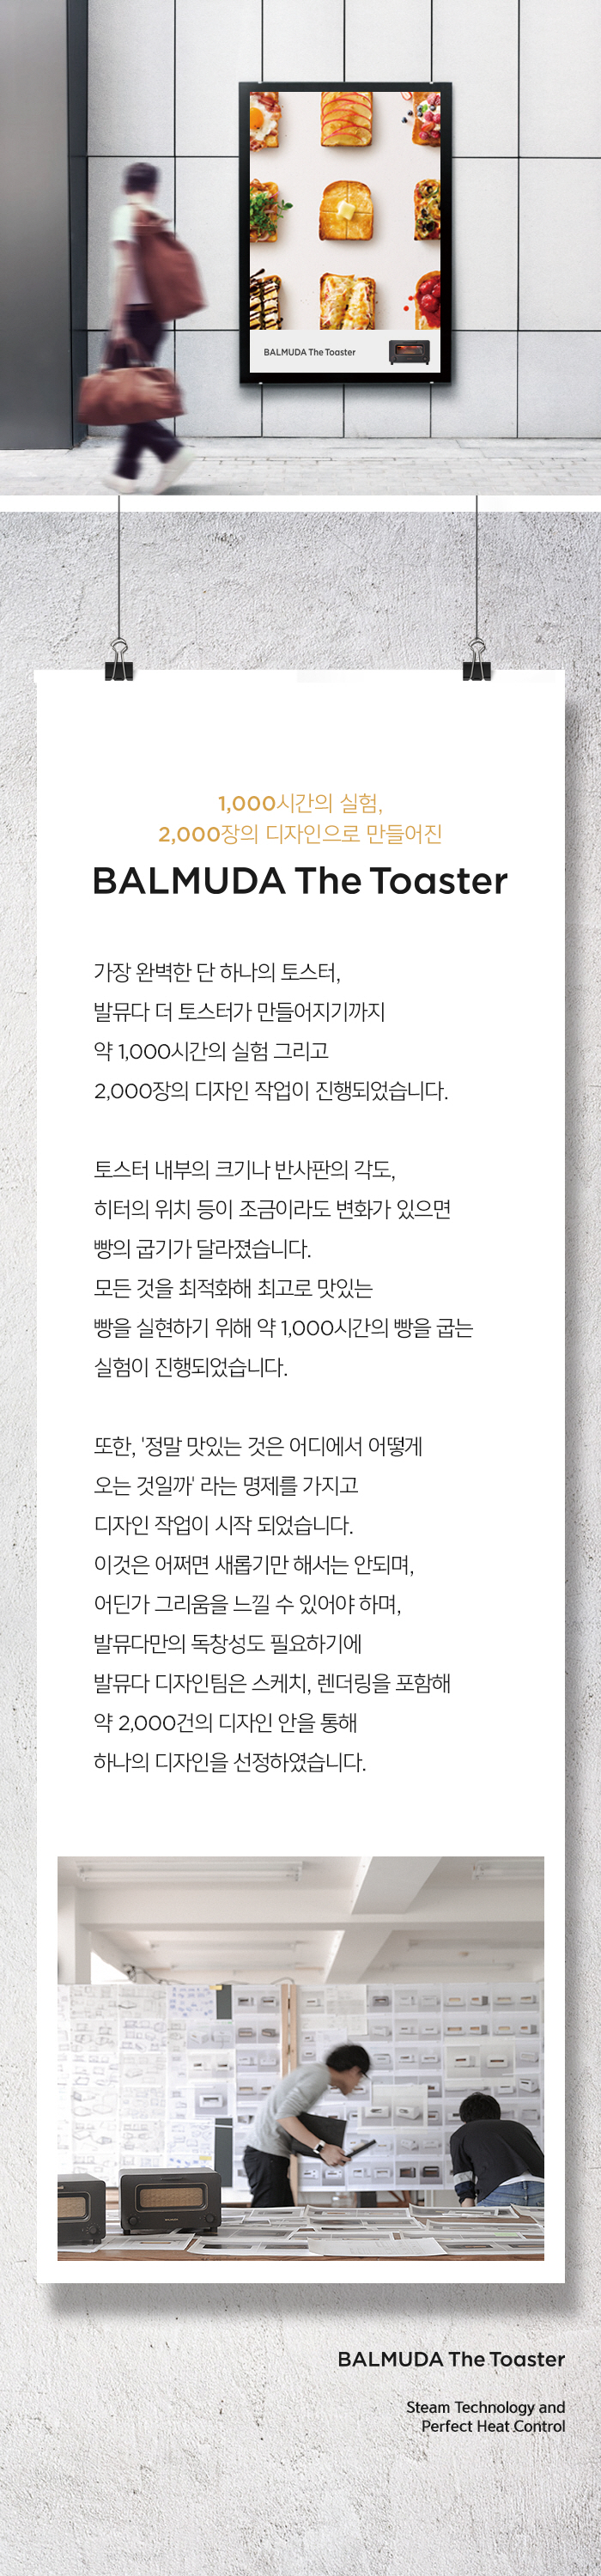 BALMUDA The Toaster
1,000시간의 실험,
2,000장의 디자인으로 만들어진
BALMUDA The Toaster
가장 완벽한 단 하나의 토스터,
발뮤다 더 토스터가 만들어지기까지
약 1,000시간의 실험 그리고
2,000장의 디자인 작업이 진행되었습니다.
토스터 내부의 크기나 반사판의 각도,
히터의 위치 등이 조금이라도 변화가 있으면
빵의 굽기가 달라졌습니다.
모든 것을 최적화해 최고로 맛있는
빵을 실현하기 위해 약 1,000시간의 빵을 굽는
실험이 진행되었습니다.
또한, '정말 맛있는 것은 어디에서 어떻게
오는 것일까' 라는 명제를 가지고
디자인 작업이 시작 되었습니다.
이것은 어쩌면 새롭기만 해서는 안되며,
어딘가 그리움을 느낄 수 있어야 하며,
발뮤다만의 독창성도 필요하기에
발뮤다 디자인팀은 스케치, 렌더링을 포함해
약 2,000건의 디자인 안을 통해
하나의 디자인을 선정하였습니다.
BALMUDA
BALMUDA The Toaster
Steam Technology and
Perfect Heat Control